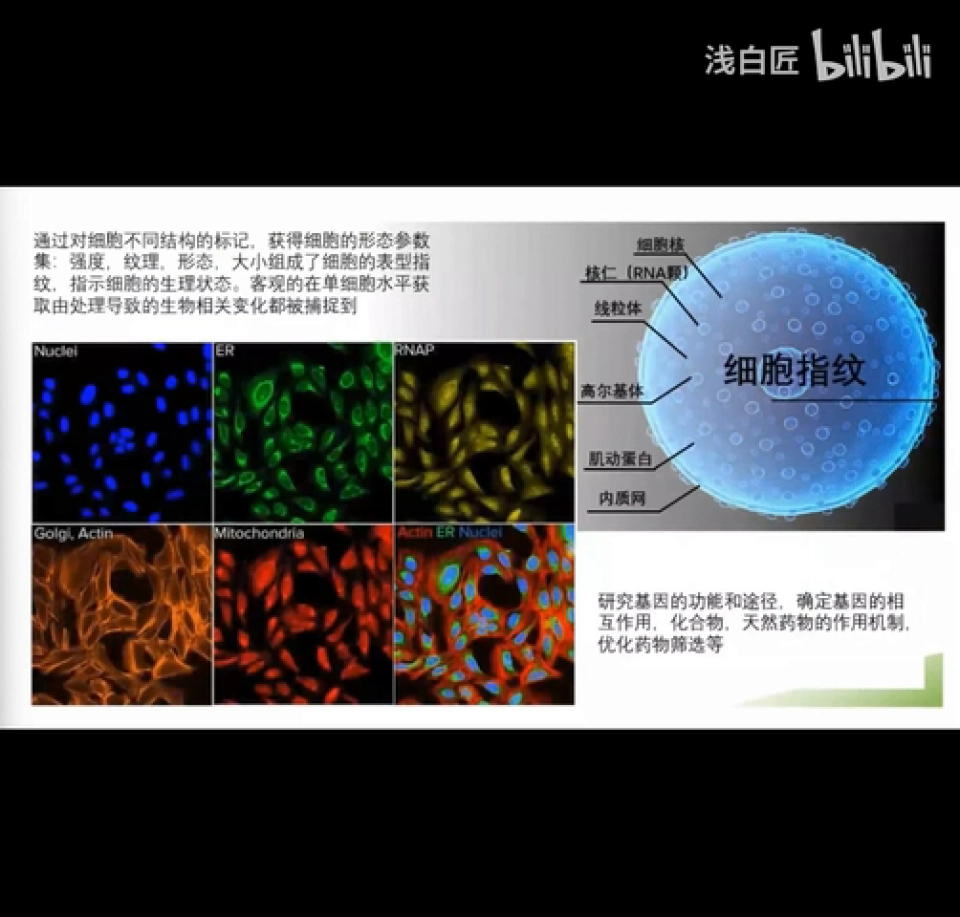 浅白匠 bilibili
通过对细胞不同结构的标记，获得细胞的形态参数
集：强度，纹理，形态，大小组成了细胞的表型指
纹，指示细胞的生理状态。客观的在单细胞水平获
取由处理导致的生物相关变化都被捕捉到
细胞核
核仁（RNA颗）
线粒体
细胞指纹
高尔基体
肌动蛋白
内质网
Nuclei
ER
RNAP
Golgi, Actin
Mitochondria
Actin ER Nuclei
研究基因的功能和途径，确定基因的相
互作用，化合物，天然药物的作用机制，
优化药物筛选等